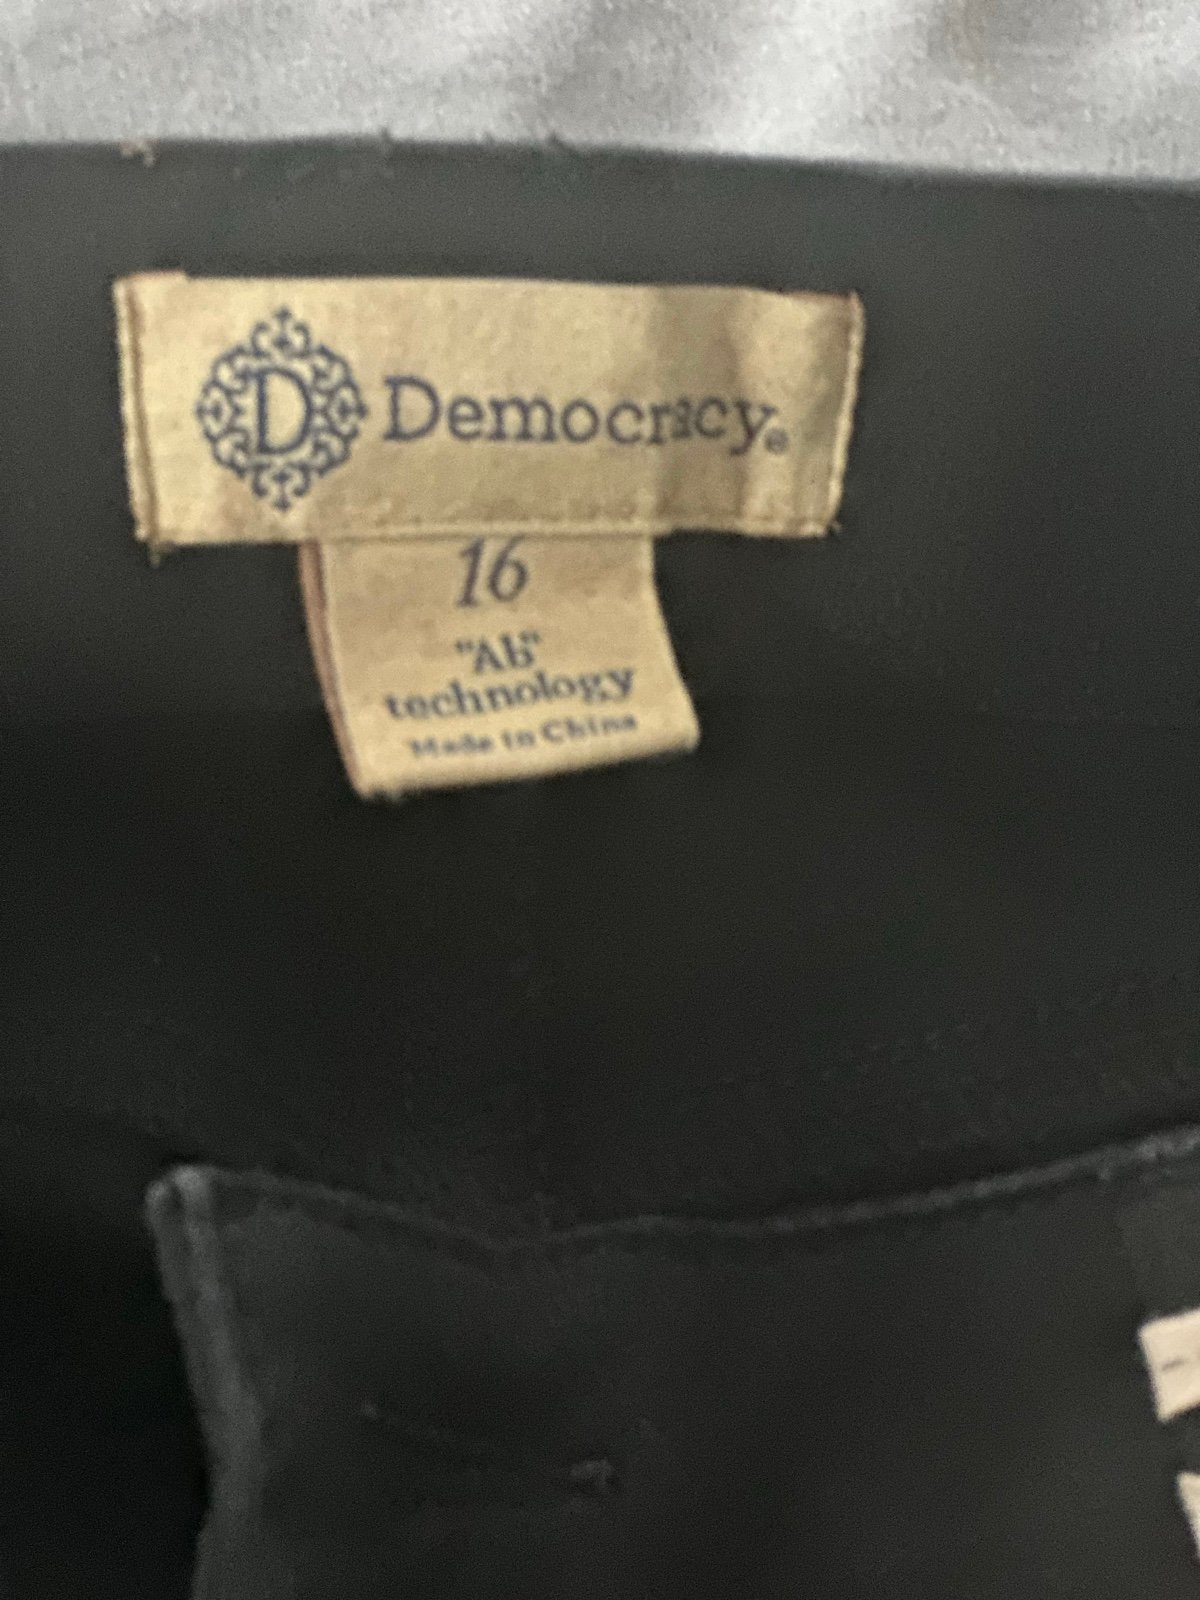 D Democracy®
16
"Ab"
technology
Made in China